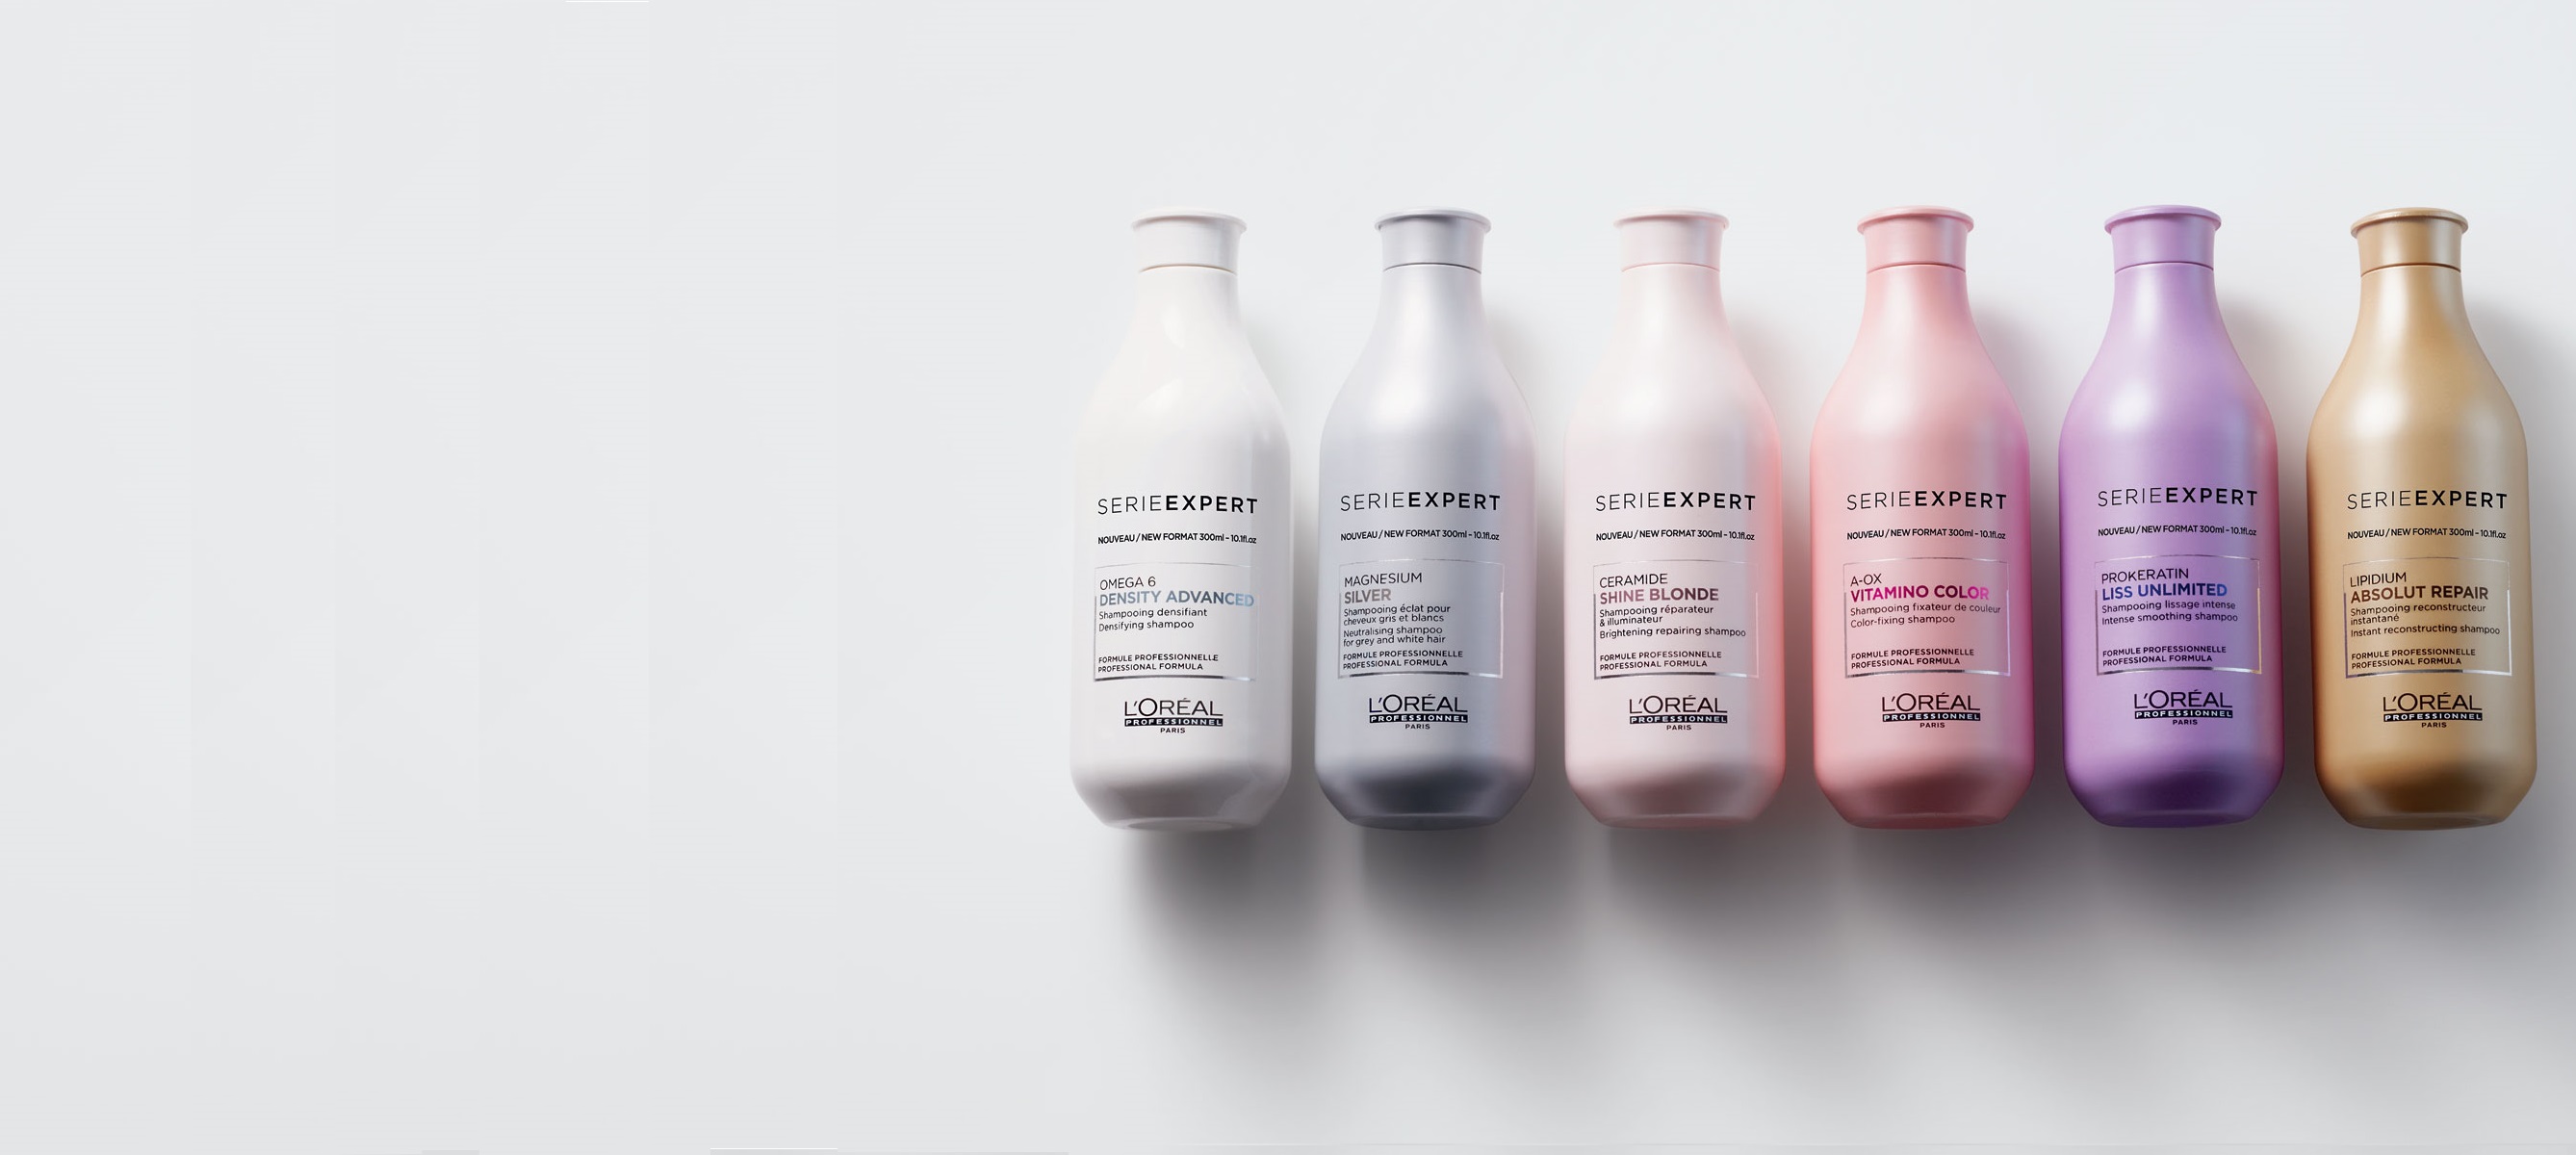 SERIEEXPERT
NOUVEAU / NEW FORMAT 300ml - 10.1fl.oz
OMEGA 6
DENSITY ADVANCED
Shampooing densifiant
Densifying shampoo
FORMULE PROFESSIONNELLE
PROFESSIONAL FORMULA
L'ORÉAL
PROFESSIONNEL
PARIS
SERIEEXPERT
NOUVEAU / NEW FORMAT 300ml - 10.1fl.oz
MAGNESIUM
SILVER
Shampooing éclat pour
cheveux gris et blancs
Neutralising shampoo
for grey and white hair
FORMULE PROFESSIONNELLE
PROFESSIONAL FORMULA
L'ORÉAL
PROFESSIONNEL
PARIS
SERIEEXPERT
NOUVEAU / NEW FORMAT 300ml - 10.1fl.oz
CERAMIDE
SHINE BLONDE
Shampooing réparateur
& illuminateur
Brightening repairing shampoo
FORMULE PROFESSIONNELLE
PROFESSIONAL FORMULA
L'ORÉAL
PROFESSIONNEL
PARIS
SERIEEXPERT
NOUVEAU / NEW FORMAT 300ml - 10.1fl.oz
A-OX
VITAMINO COLOR
Shampooing fixateur de couleur
Color-fixing shampoo
FORMULE PROFESSIONNELLE
PROFESSIONAL FORMULA
L'ORÉAL
PROFESSIONNEL
PARIS
SERIEEXPERT
NOUVEAU / NEW FORMAT 300ml - 10.1fl.oz
PROKERATIN
LISS UNLIMITED
Shampooing lissage intense
Intense smoothing shampoo
FORMULE PROFESSIONNELLE
PROFESSIONAL FORMULA
L'ORÉAL
PROFESSIONNEL
PARIS
SERIEEXPERT
NOUVEAU / NEW FORMAT 300ml - 10.1fl.oz
LIPIDIUM
ABSOLUT REPAIR
Shampooing reconstructeur
instantané
Instant reconstructing shampoo
FORMULE PROFESSIONNELLE
PROFESSIONAL FORMULA
L'ORÉAL
PROFESSIONNEL
PARIS